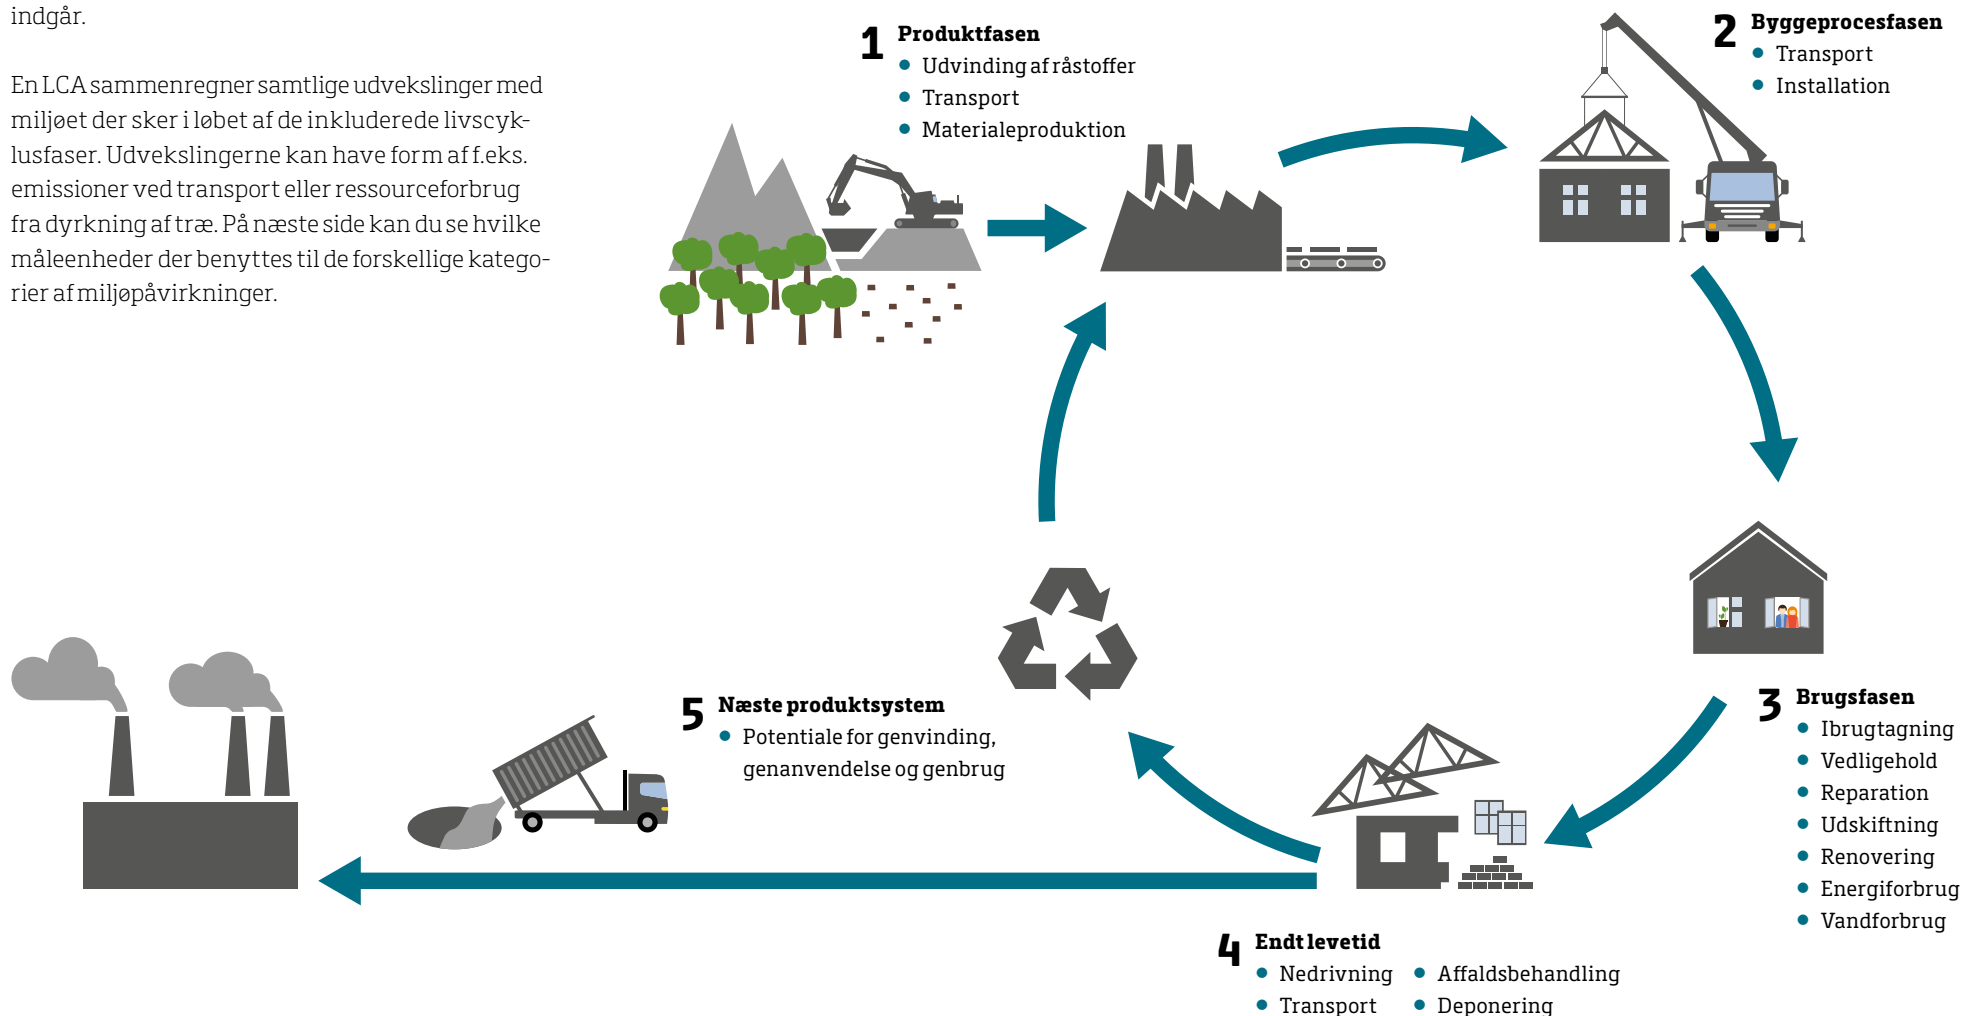 indgår.
En LCA sammenregner samtlige udvekslinger med
miljøet der sker i løbet af de inkluderede livscyk-
lusfaser. Udvekslingerne kan have form af f.eks.
emissioner ved transport eller ressourceforbrug
fra dyrkning af træ. På næste side kan du se hvilke
måleenheder der benyttes til de forskellige katego-
rier af miljøpåvirkninger.
1 Produktfasen
• Udvinding af råstoffer
• Transport
• Materialeproduktion
2 Byggeprocesfasen
• Transport
• Installation
3 Brugsfasen
• Ibrugtagning
• Vedligehold
• Reparation
• Udskiftning
• Renovering
• Energiforbrug
• Vandforbrug
4 Endt levetid
• Nedrivning
• Transport
• Affaldsbehandling
• Deponering
5 Næste produktsystem
• Potentiale for genvinding,
genanvendelse og genbrug